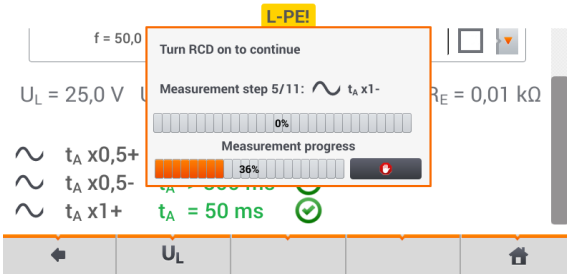 L-PE!
f = 50,0
Turn RCD on to continue
Measurement step 5/11: tA x1-
UL = 25,0 V
RE = 0,01 kΩ
0%
Measurement progress
36%
tA x0,5+
tA x0,5-
tA x1+ tA = 50 ms
UL